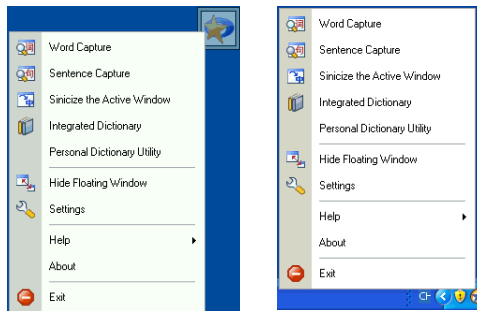 Word Capture
Sentence Capture
Sinicize the Active Window
Integrated Dictionary
Personal Dictionary Utility
Hide Floating Window
Settings
Help
About
Exit
Word Capture
Sentence Capture
Sinicize the Active Window
Integrated Dictionary
Personal Dictionary Utility
Hide Floating Window
Settings
Help
About
Exit
CH